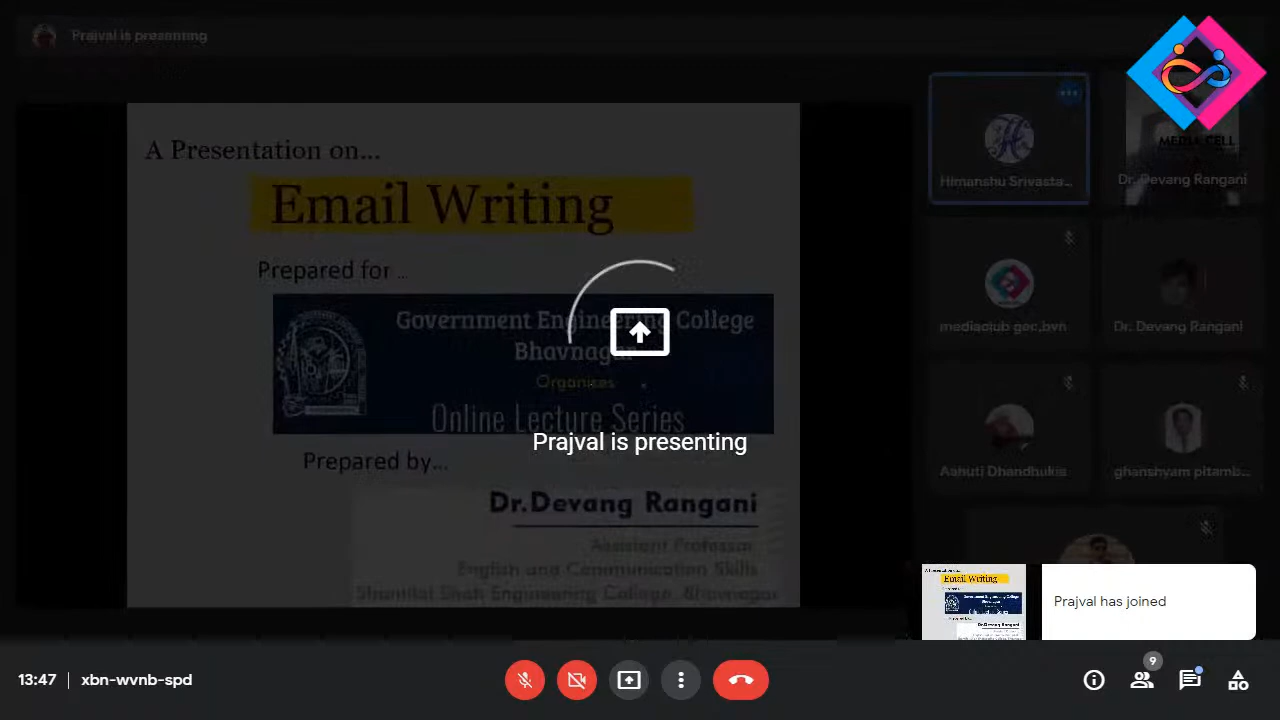 Prajval is presenting
A Presentation on...
Email Writing
Prepared for ..
Government Engineering College
Bhavnagar
Organises
Online Lecture Series
Prepared by...
Dr.Devang Rangani
Assistant Professor
English and Communication Skills
Shantilal Shah Engineering College, Bhavnagar
Prajval is presenting
MEDIA CELL
Himanshu Srivasta...
Dr. Devang Rangani
mediaclub gec,bvn
Dr. Devang Rangani
Aahuti Dhandhukia
ghanshyam pitamb...
Email Writing
Prajval has joined
13:47 | xbn-wvnb-spd
9